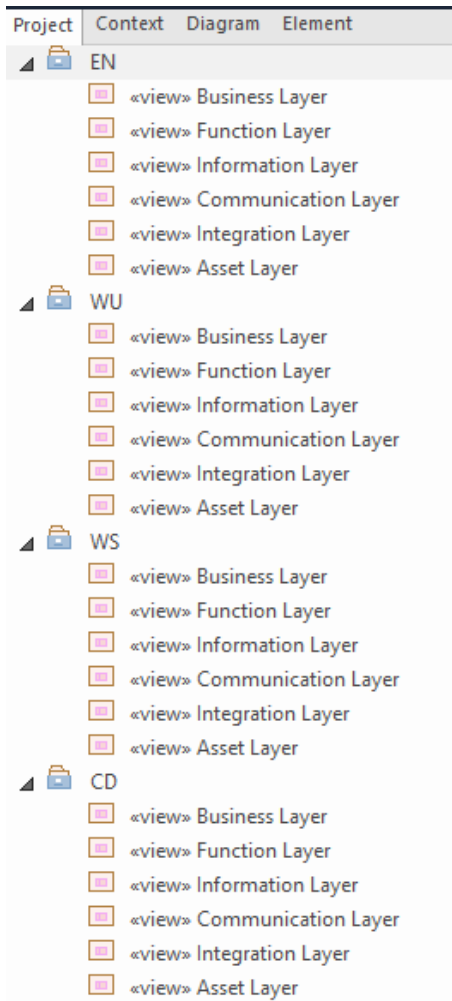 Project Context Diagram Element
EN
«view» Business Layer
«view» Function Layer
«view» Information Layer
«view» Communication Layer
«view» Integration Layer
«view» Asset Layer
WU
«view» Business Layer
«view» Function Layer
«view» Information Layer
«view» Communication Layer
«view» Integration Layer
«view» Asset Layer
WS
«view» Business Layer
«view» Function Layer
«view» Information Layer
«view» Communication Layer
«view» Integration Layer
«view» Asset Layer
CD
«view» Business Layer
«view» Function Layer
«view» Information Layer
«view» Communication Layer
«view» Integration Layer
«view» Asset Layer